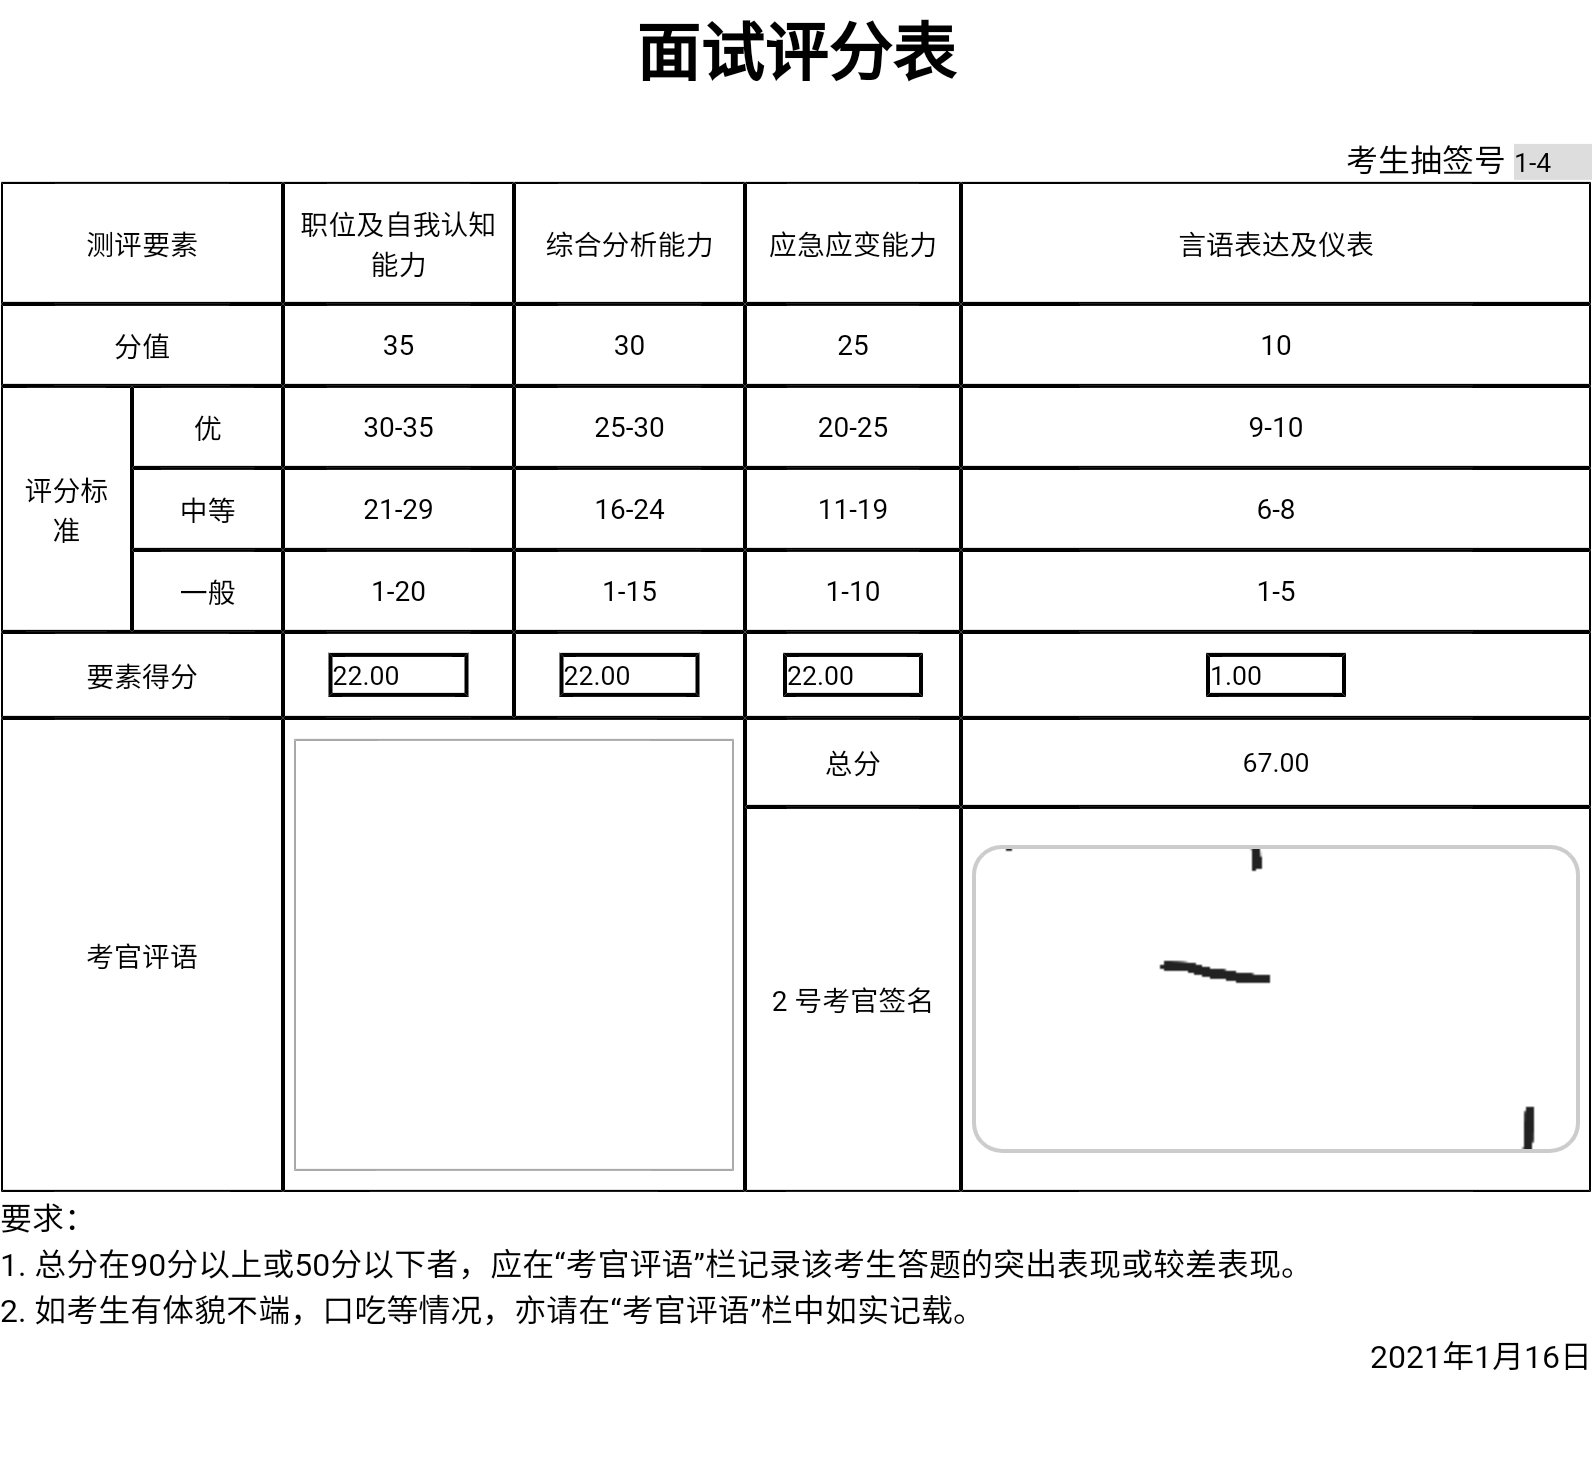 面试评分表
考生抽签号 1-4
测评要素 职位及自我认知能力 综合分析能力 应急应变能力 言语表达及仪表
分值 35 30 25 10
评分标准 优 30-35 25-30 20-25 9-10
中等 21-29 16-24 11-19 6-8
一般 1-20 1-15 1-10 1-5
要素得分 22.00 22.00 22.00 1.00
考官评语 总分 67.00
2 号考官签名
要求：
1. 总分在90分以上或50分以下者，应在“考官评语”栏记录该考生答题的突出表现或较差表现。
2. 如考生有体貌不端，口吃等情况，亦请在“考官评语”栏中如实记载。
2021年1月16日